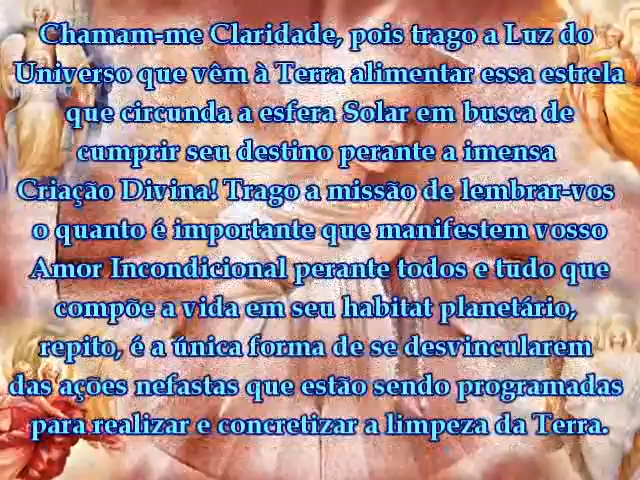 Chamam-me Claridade, pois trago a Luz do
Universo que vêm à Terra alimentar essa estrela
que circunda a esfera Solar em busca de
cumprir seu destino perante a imensa
Criação Divina! Trago a missão de lembrar-vos
o quanto é importante que manifestem vosso
Amor Incondicional perante todos e tudo que
compõe a vida em seu habitat planetário,
repito, é a única forma de se desvincularem
das ações nefastas que estão sendo programadas
para realizar e concretizar a limpeza da Terra.